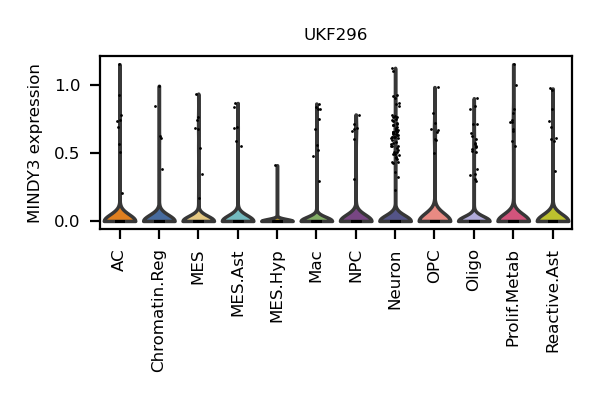 UKF296
MINDY3 expression
1.0
0.5
0.0
AC
Chromatin.Reg
MES
MES.Ast
MES.Hyp
Mac
NPC
Neuron
OPC
Oligo
Prolif.Metab
Reactive.Ast